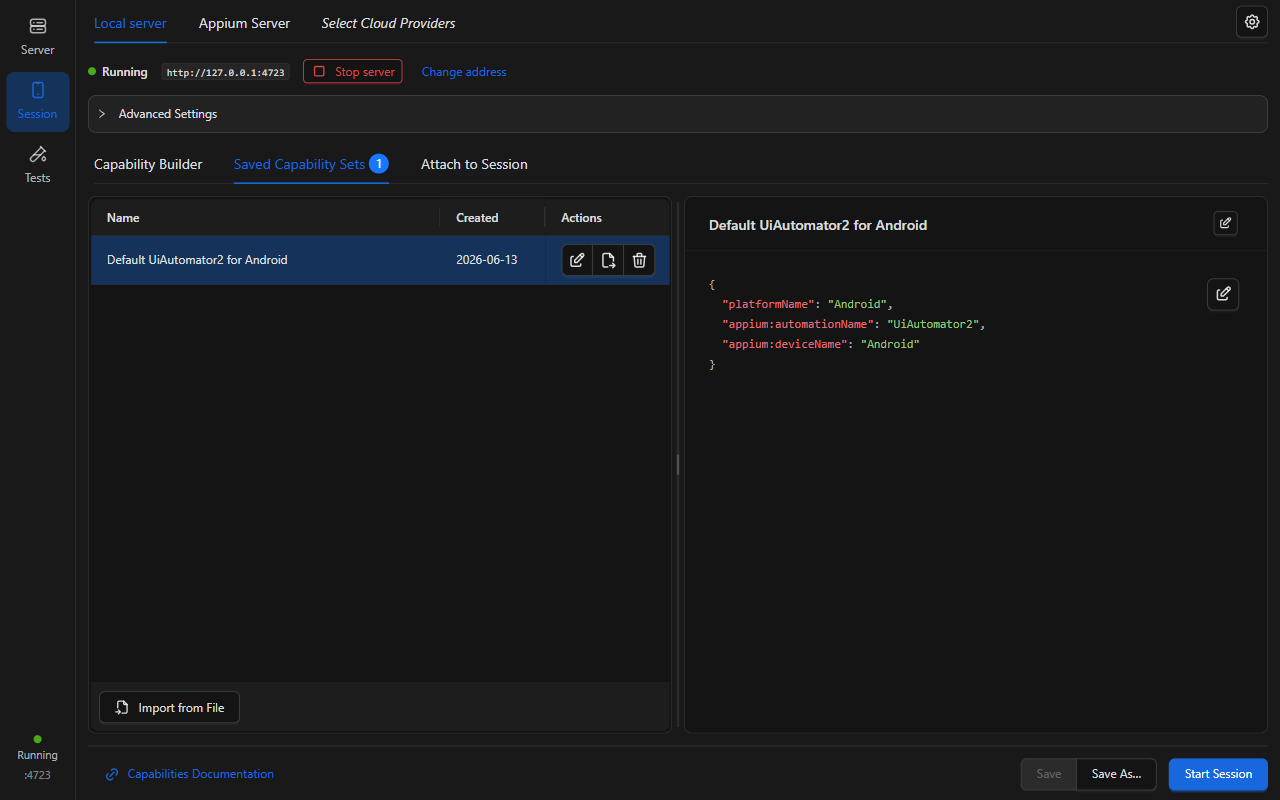 Server
Session
Tests
Running
:4723
Local server
Appium Server
Select Cloud Providers
Running
http://127.0.0.1:4723
Stop server
Change address
Advanced Settings
Capability Builder
Saved Capability Sets 1
Attach to Session
Name Created Actions
Default UiAutomator2 for Android 2026-06-13
Import from File
Default UiAutomator2 for Android
{
"platformName": "Android",
"appium:automationName": "UiAutomator2",
"appium:deviceName": "Android"
}
Capabilities Documentation
Save
Save As...
Start Session